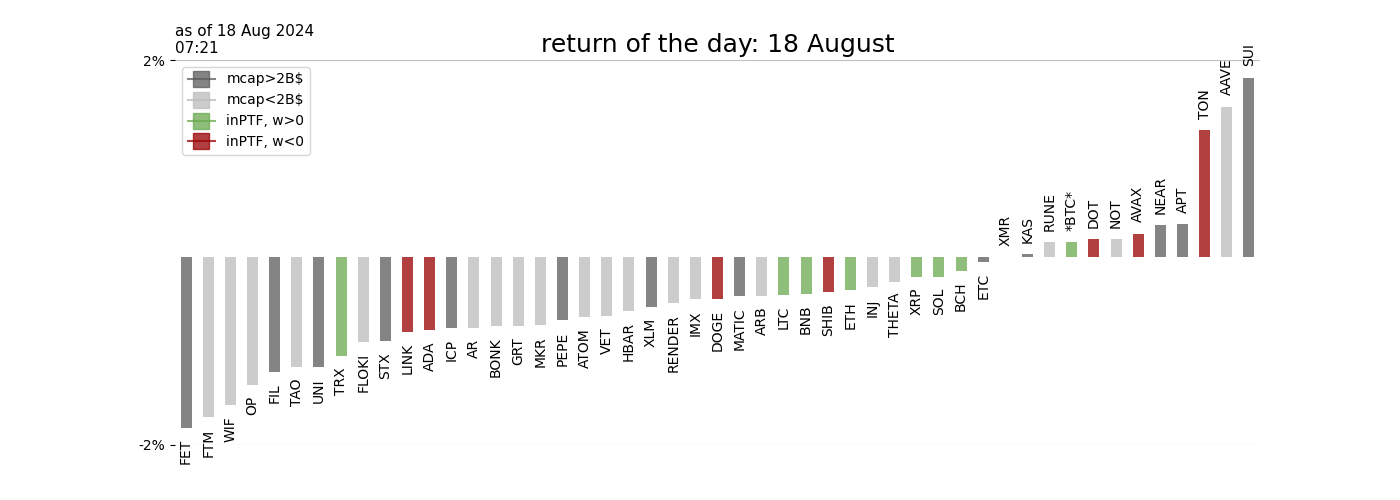 as of 18 Aug 2024
07:21
return of the day: 18 August
2%
mcap>2B$
mcap<2B$
inPTF, w>0
inPTF, w<0
-2%
FET
FTM
WIF
OP
FIL
TAO
UNI
TRX
FLOKI
STX
LINK
ADA
ICP
AR
BONK
GRT
MKR
PEPE
ATOM
VET
HBAR
XLM
RENDER
IMX
DOGE
MATIC
ARB
LTC
BNB
SHIB
ETH
INJ
THETA
XRP
SOL
BCH
ETC
XMR
KAS
RUNE
*BTC*
DOT
NOT
AVAX
NEAR
APT
TON
AAVE
SUI